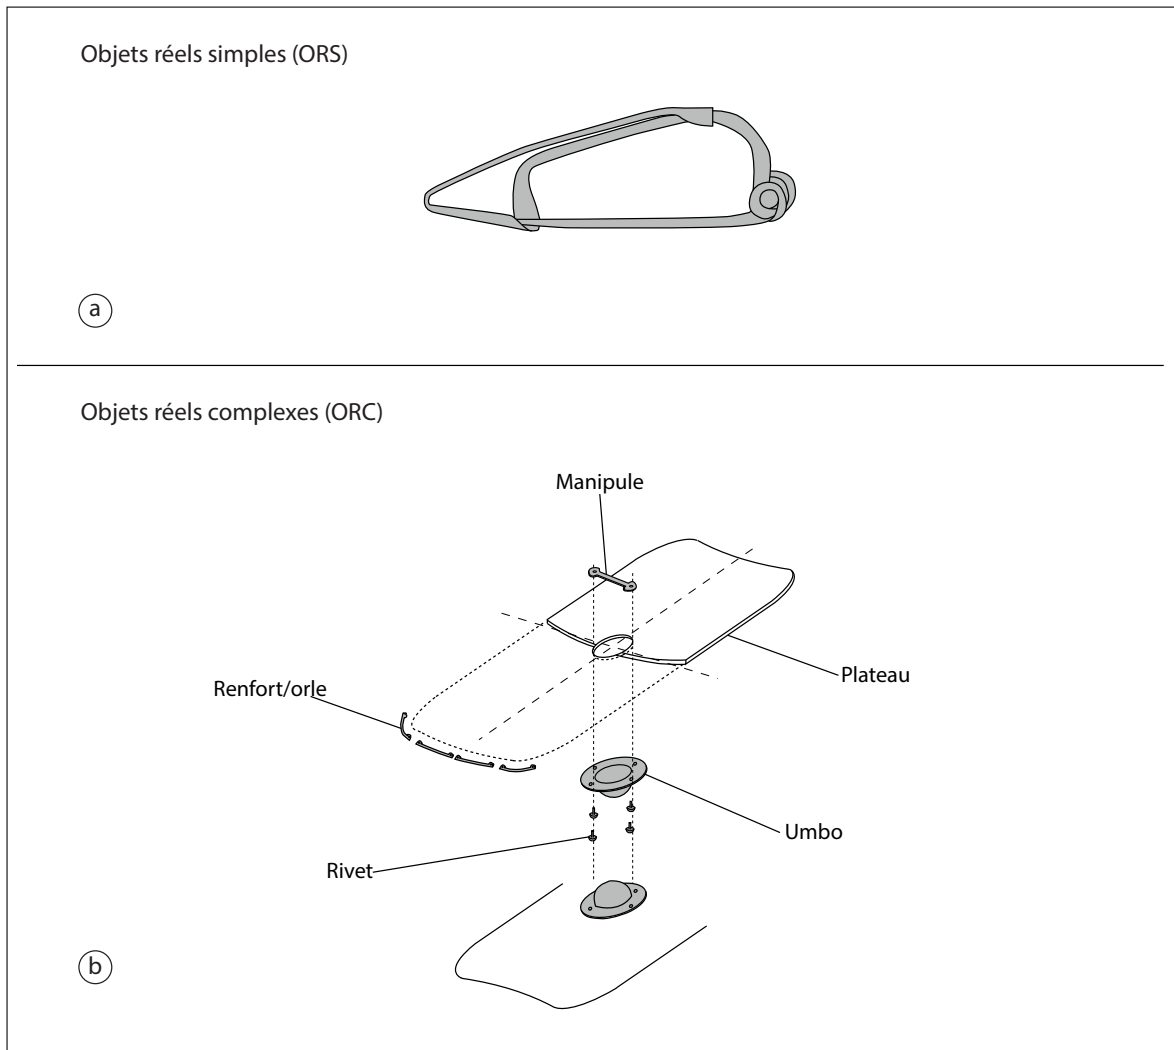 Objets réels simples (ORS)
a
Objets réels complexes (ORC)
Manipule
Plateau
Renfort/orle
Umbo
Rivet
b